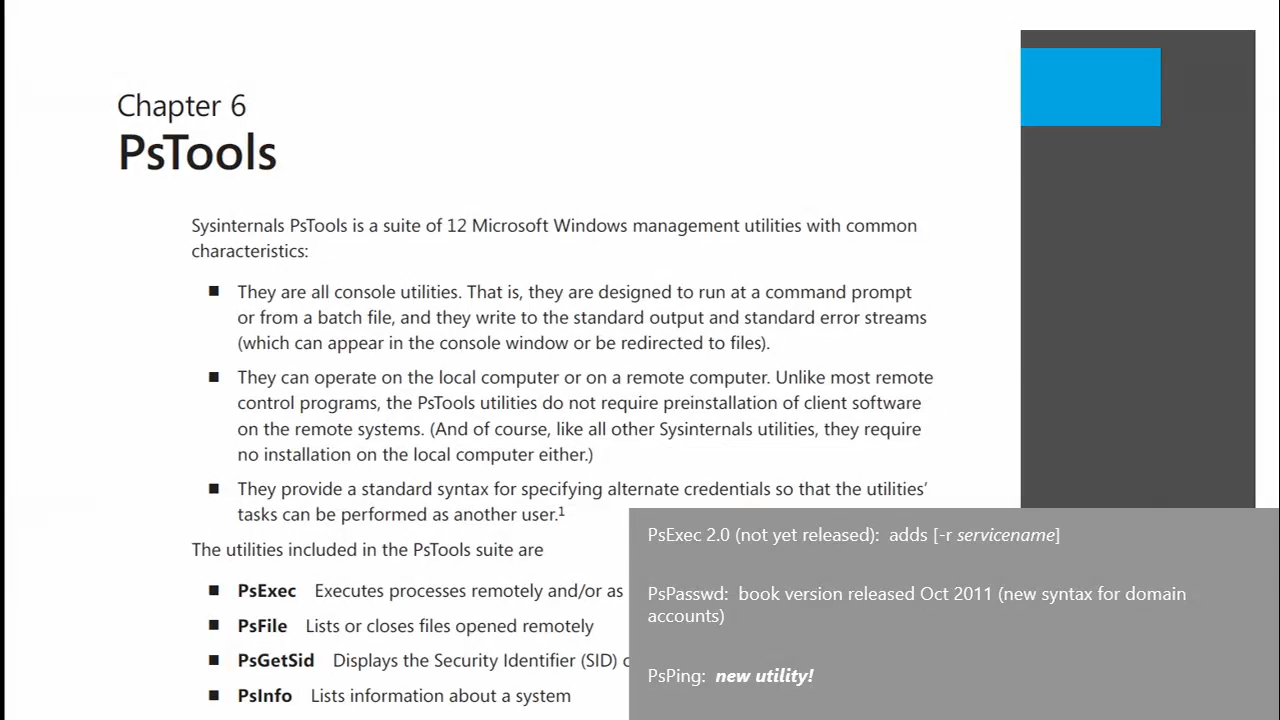 Chapter 6
PsTools
Sysinternals PsTools is a suite of 12 Microsoft Windows management utilities with common
characteristics:
■ They are all console utilities. That is, they are designed to run at a command prompt
or from a batch file, and they write to the standard output and standard error streams
(which can appear in the console window or be redirected to files).
■ They can operate on the local computer or on a remote computer. Unlike most remote
control programs, the PsTools utilities do not require preinstallation of client software
on the remote systems. (And of course, like all other Sysinternals utilities, they require
no installation on the local computer either.)
■ They provide a standard syntax for specifying alternate credentials so that the utilities’
tasks can be performed as another user.¹
The utilities included in the PsTools suite are
■ PsExec Executes processes remotely and/or as
■ PsFile Lists or closes files opened remotely
■ PsGetSid Displays the Security Identifier (SID)
■ PsInfo Lists information about a system
PsExec 2.0 (not yet released): adds [-r servicename]
PsPasswd: book version released Oct 2011 (new syntax for domain
accounts)
PsPing: new utility!